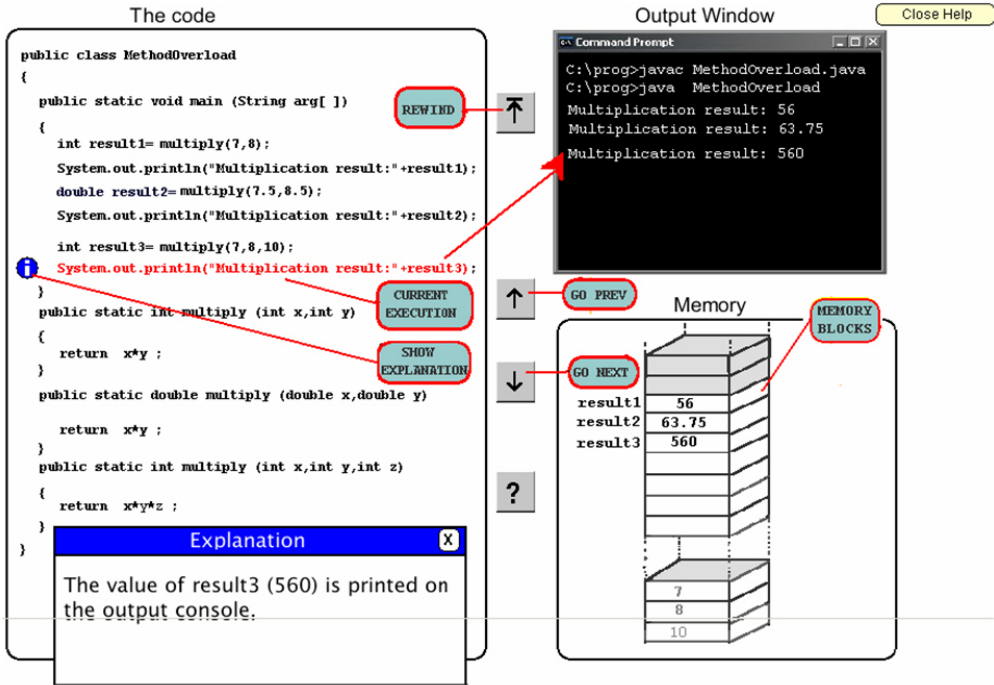 The code
public class MethodOverload
{
public static void main (String arg[ ])
{
int result1= multiply(7,8);
System.out.println("Multiplication result:"+result1);
double result2= multiply(7.5,8.5);
System.out.println("Multiplication result:"+result2);
int result3= multiply(7,8,10);
System.out.println("Multiplication result:"+result3);
}
public static int multiply (int x,int y)
{
return x*y ;
}
public static double multiply (double x,double y)
return x*y ;
}
public static int multiply (int x,int y,int z)
{
return x*y*z ;
}
}
i
REWIND
CURRENT
EXECUTION
SHOW
EXPLANATION
Explanation X
The value of result3 (560) is printed on
the output console.
GO PREV
GO NEXT
?
Output Window
Close Help
C:\ Command Prompt
C:\prog>javac MethodOverload.java
C:\prog>java MethodOverload
Multiplication result: 56
Multiplication result: 63.75
Multiplication result: 560
Memory
MEMORY
BLOCKS
result1 56
result2 63.75
result3 560
7
8
10